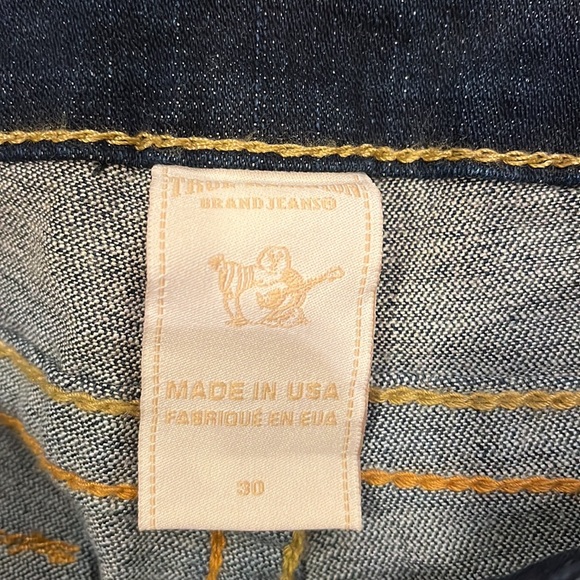 BRAND JEANS®
MADE IN USA
FABRIQUÉ EN EUA
30